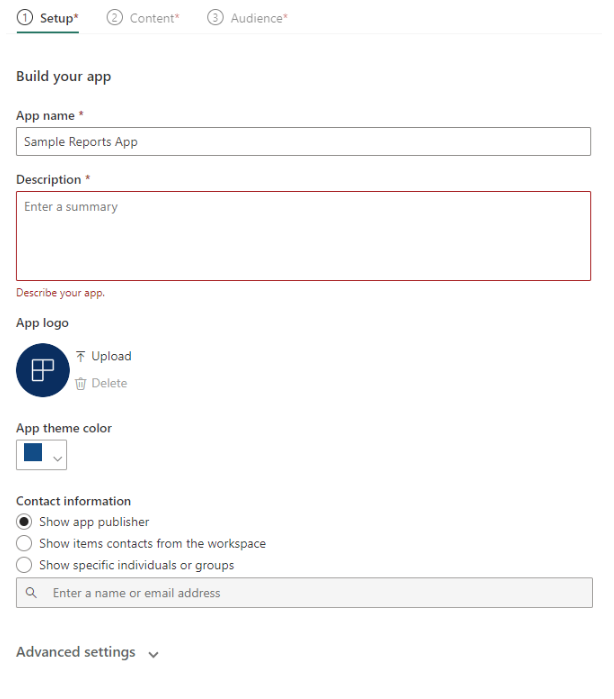 1 Setup* 2 Content* 3 Audience*
Build your app
App name *
Sample Reports App
Description *
Enter a summary
Describe your app.
App logo
Upload
Delete
App theme color
Contact information
Show app publisher
Show items contacts from the workspace
Show specific individuals or groups
Enter a name or email address
Advanced settings